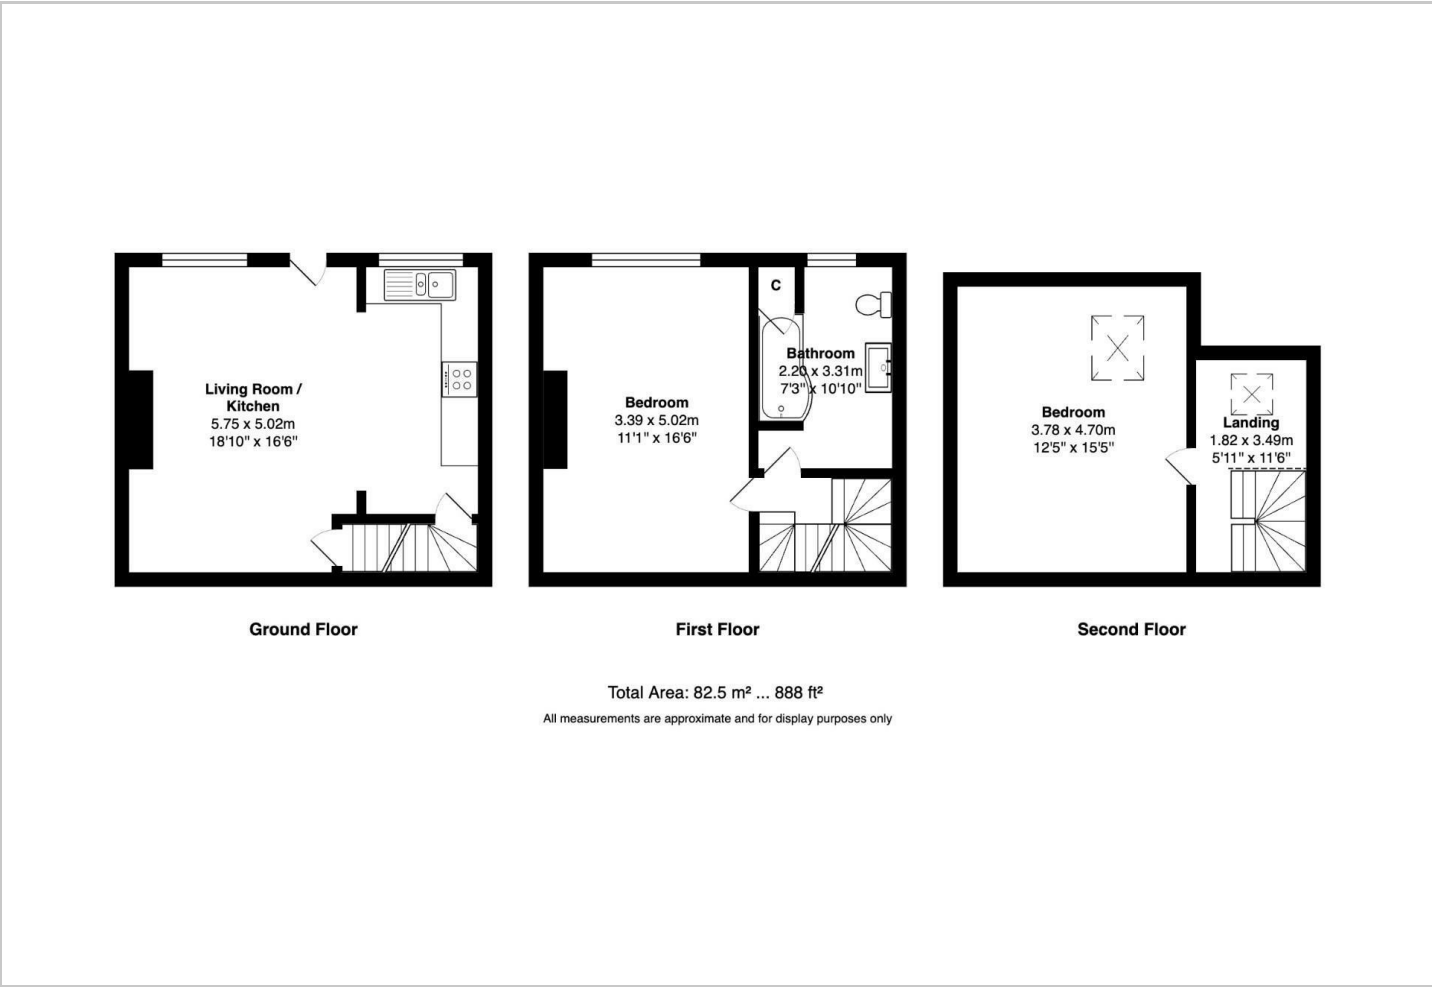 Living Room /
Kitchen
5.75 x 5.02m
18'10" x 16'6"
Ground Floor
C
Bedroom
3.39 x 5.02m
11'1" x 16'6"
Bathroom
2.20 x 3.31m
7'3" x 10'10"
First Floor
Bedroom
3.78 x 4.70m
12'5" x 15'5"
Landing
1.82 x 3.49m
5'11" x 11'6"
Second Floor
Total Area: 82.5 m² ... 888 ft²
All measurements are approximate and for display purposes only